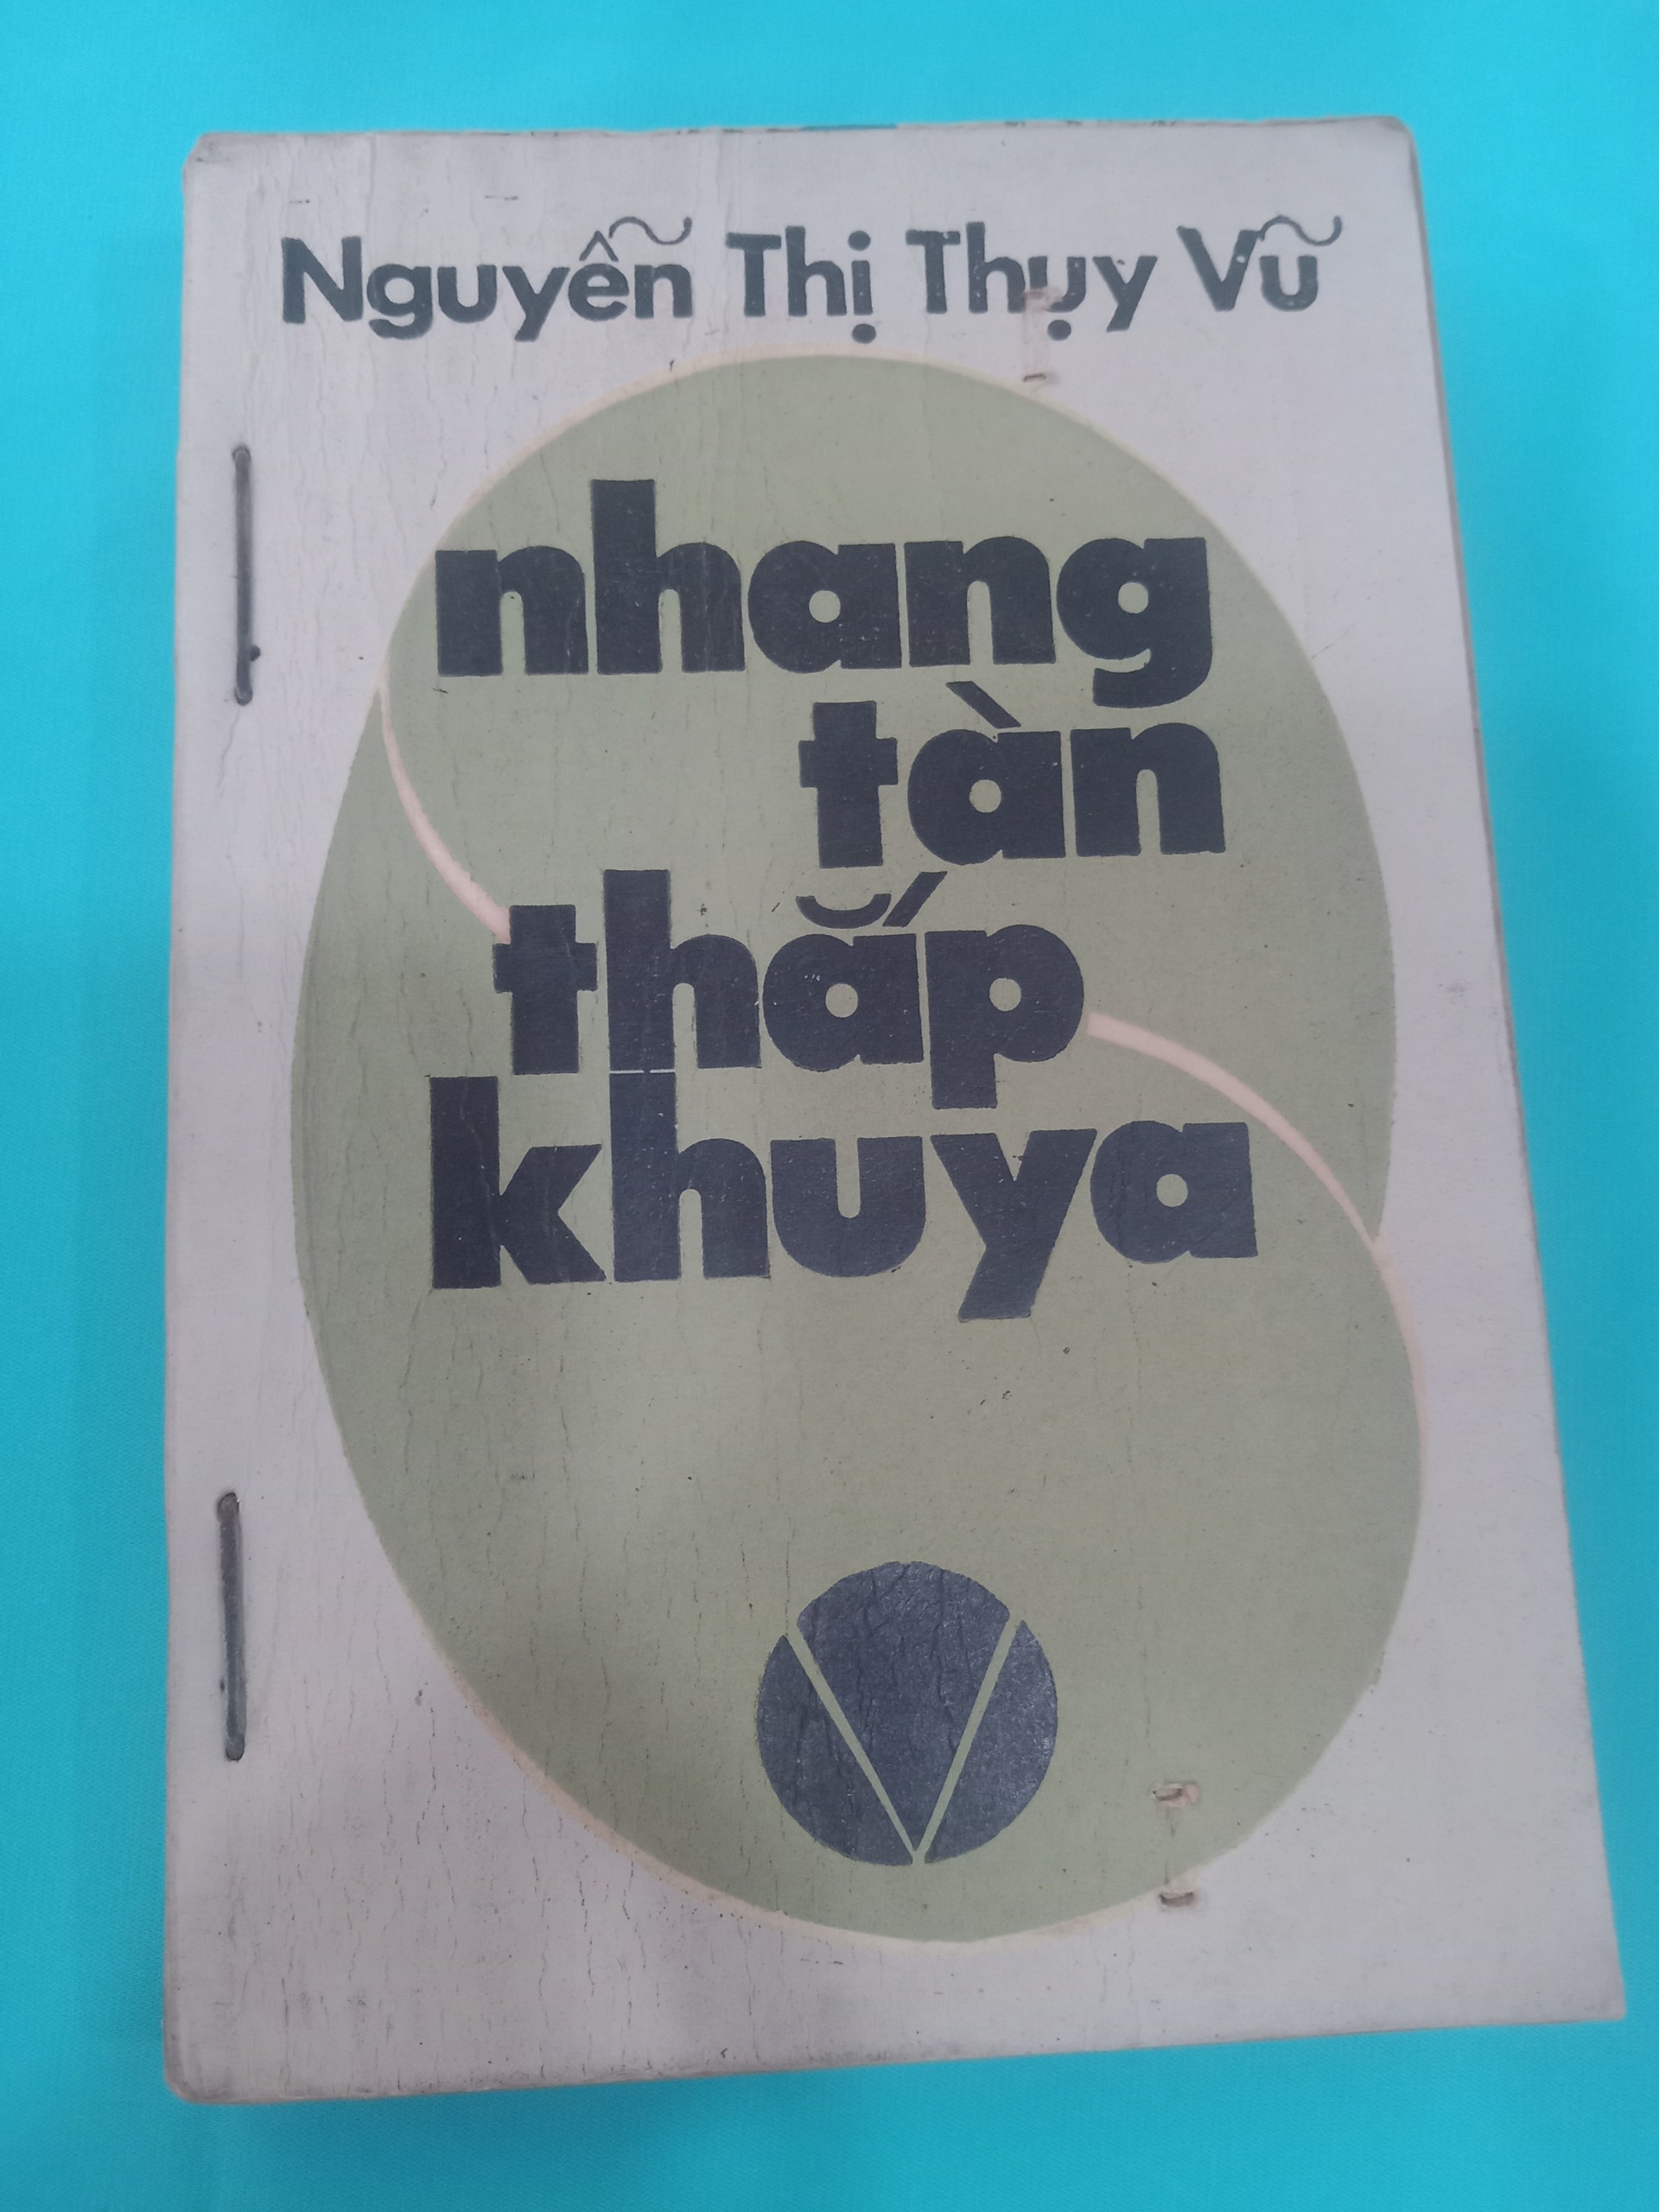 Nguyễn Thị Thụy Vũ
nhang
tàn
thắp
khuya
V